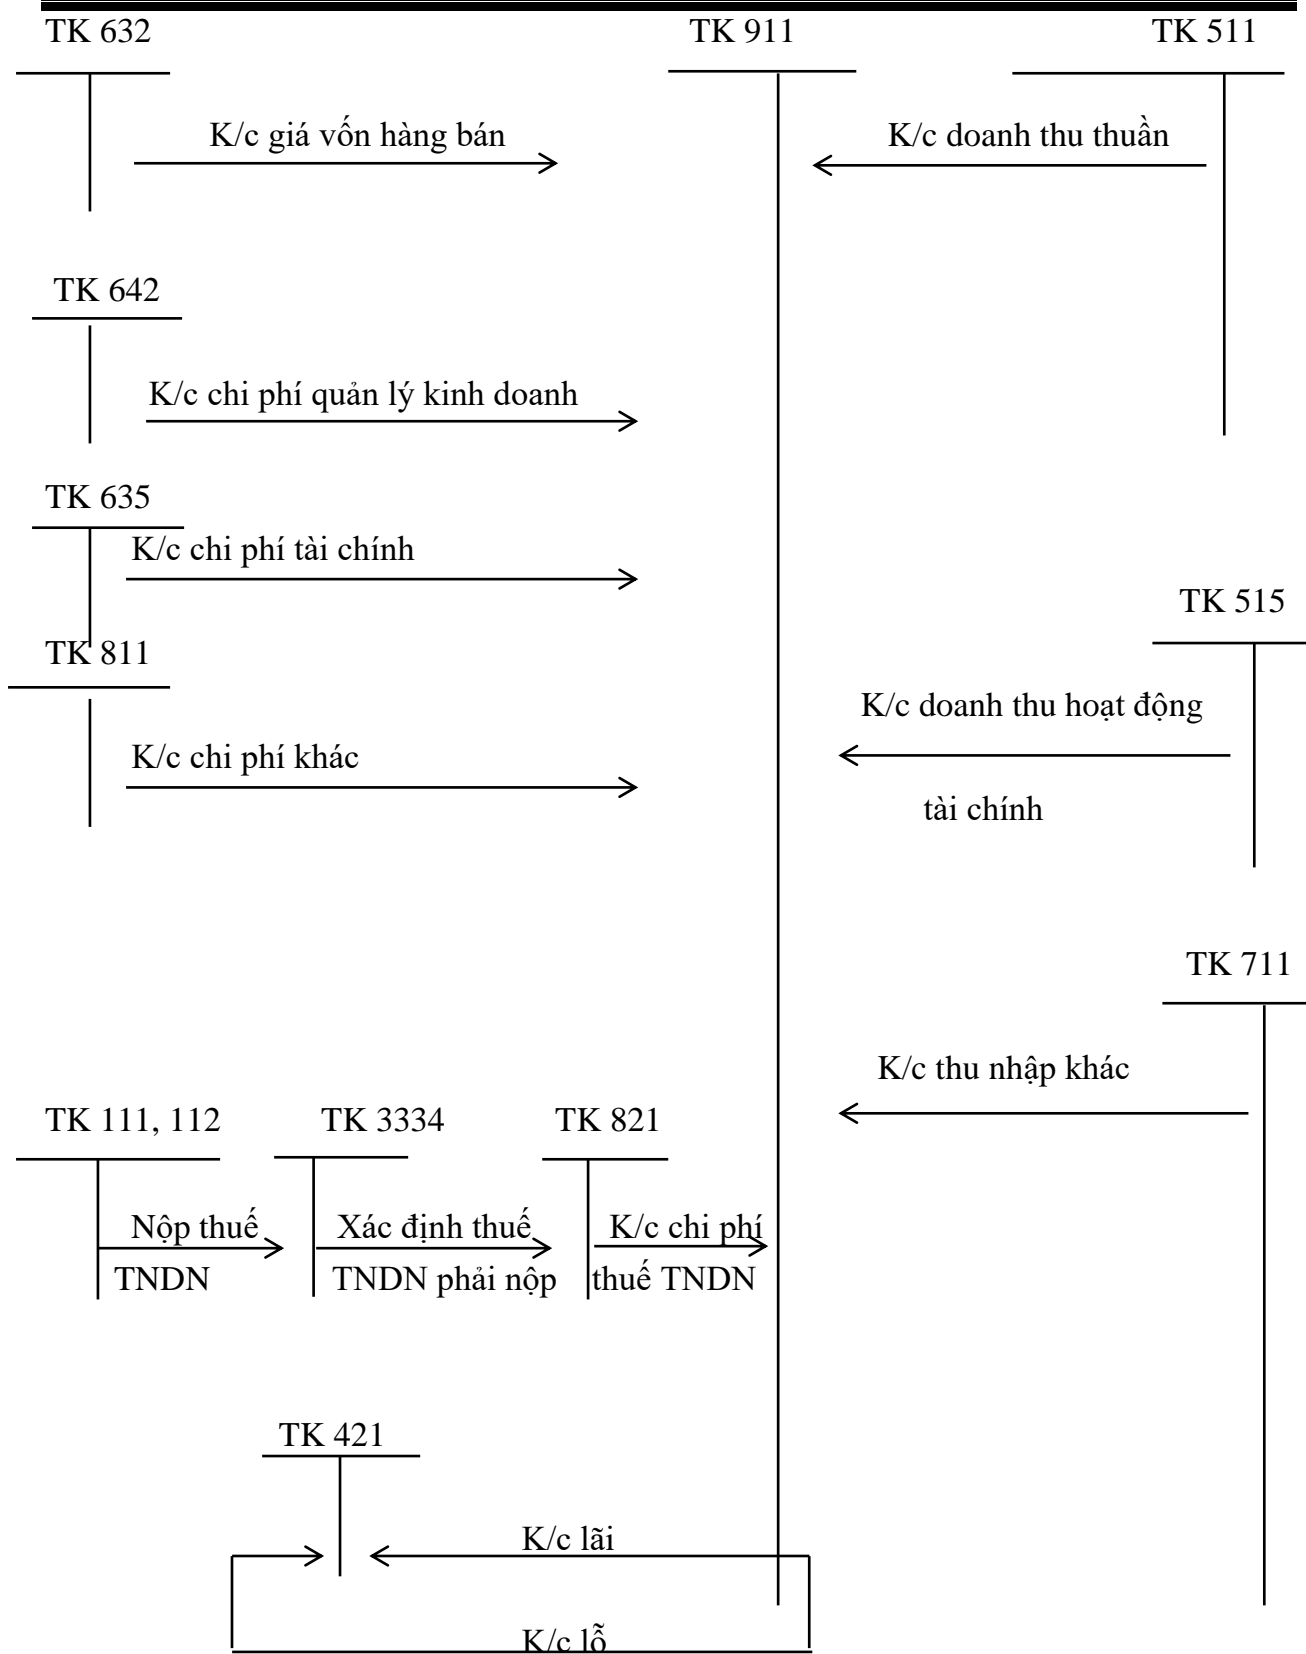 TK 632
TK 911
TK 511
K/c giá vốn hàng bán
K/c doanh thu thuần
TK 642
K/c chi phí quản lý kinh doanh
TK 635
K/c chi phí tài chính
TK 515
TK 811
K/c doanh thu hoạt động
K/c chi phí khác
tài chính
TK 711
K/c thu nhập khác
TK 111, 112
TK 3334
TK 821
Nộp thuế
TNDN
Xác định thuế
TNDN phải nộp
K/c chi phí
thuế TNDN
TK 421
K/c lãi
K/c lỗ